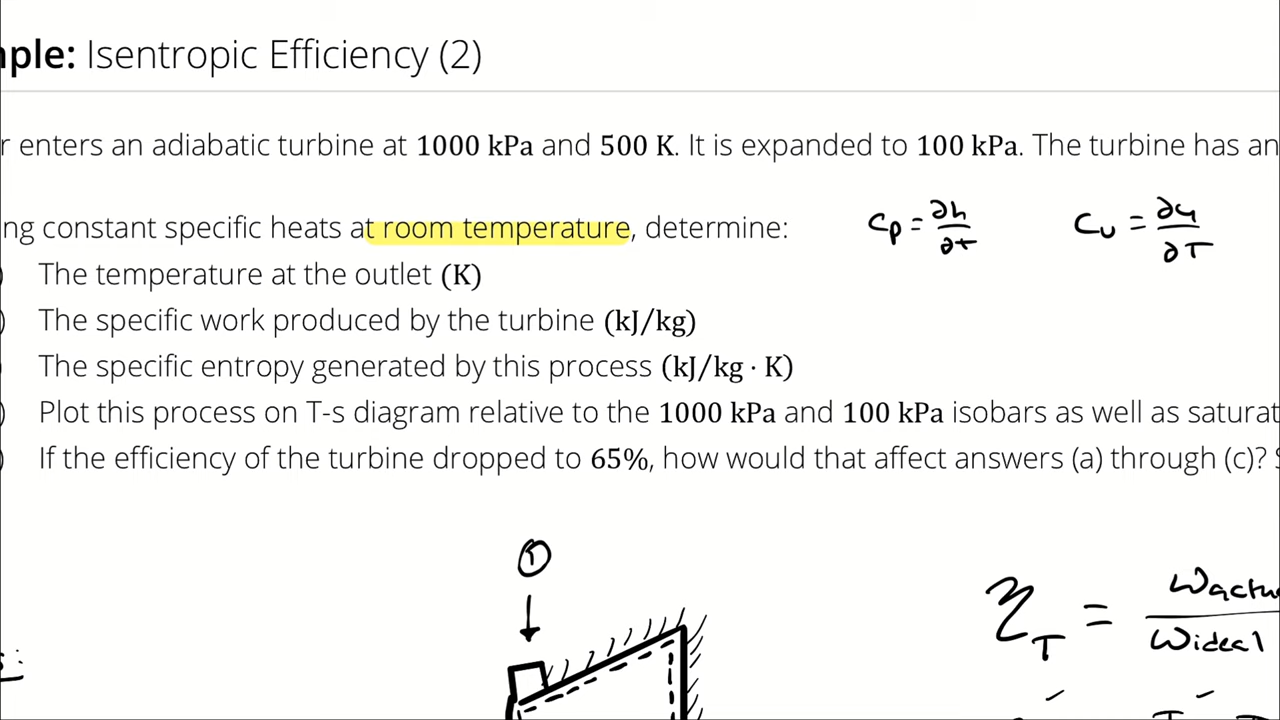 mple: Isentropic Efficiency (2)
r enters an adiabatic turbine at 1000 kPa and 500 K. It is expanded to 100 kPa. The turbine has an
ng constant specific heats at room temperature, determine: Cp = ∂h/∂T Cv = ∂u/∂T
) The temperature at the outlet (K)
) The specific work produced by the turbine (kJ/kg)
The specific entropy generated by this process (kJ/kg · K)
) Plot this process on T-s diagram relative to the 1000 kPa and 100 kPa isobars as well as saturat
) If the efficiency of the turbine dropped to 65%, how would that affect answers (a) through (c)?
①
ηT = Wactu / Wideal